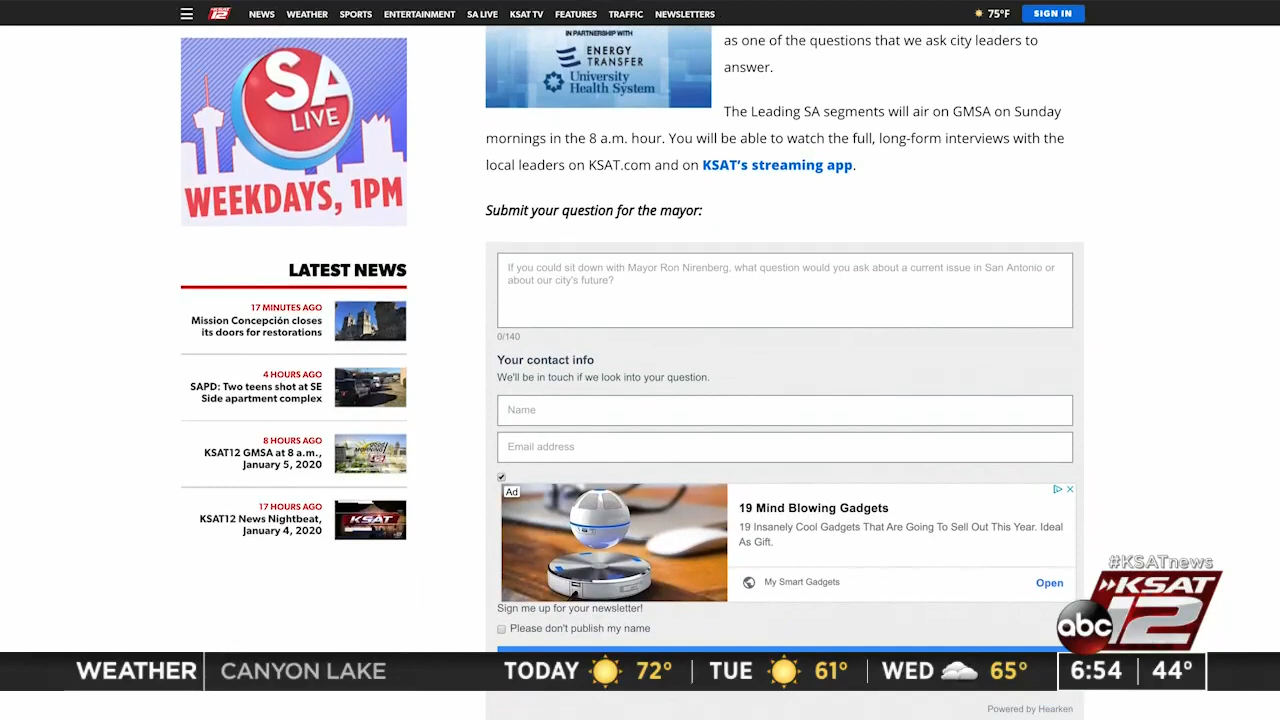 NEWS WEATHER SPORTS ENTERTAINMENT SA LIVE KSAT TV FEATURES TRAFFIC NEWSLETTERS
75°F
SIGN IN
SA
LIVE
WEEKDAYS, 1PM
LATEST NEWS
17 MINUTES AGO
Mission Concepción closes
its doors for restorations
4 HOURS AGO
SAPD: Two teens shot at SE
Side apartment complex
8 HOURS AGO
KSAT12 GMSA at 8 a.m.,
January 5, 2020
17 HOURS AGO
KSAT12 News Nightbeat,
January 4, 2020
KSAT
IN PARTNERSHIP WITH
ENERGY
TRANSFER
University
Health System
as one of the questions that we ask city leaders to
answer.
The Leading SA segments will air on GMSA on Sunday
mornings in the 8 a.m. hour. You will be able to watch the full, long-form interviews with the
local leaders on KSAT.com and on KSAT's streaming app.
Submit your question for the mayor:
If you could sit down with Mayor Ron Nirenberg, what question would you ask about a current issue in San Antonio or
about our city's future?
0/140
Your contact info
We'll be in touch if we look into your question.
Name
Email address
Ad
19 Mind Blowing Gadgets
19 Insanely Cool Gadgets That Are Going To Sell Out This Year. Ideal
As Gift.
My Smart Gadgets
Open
Sign me up for your newsletter!
Please don't publish my name
#KSATnews
KSAT
abc 12
WEATHER CANYON LAKE TODAY 72° TUE 61° WED 65° 6:54 44°
Powered by Hearken